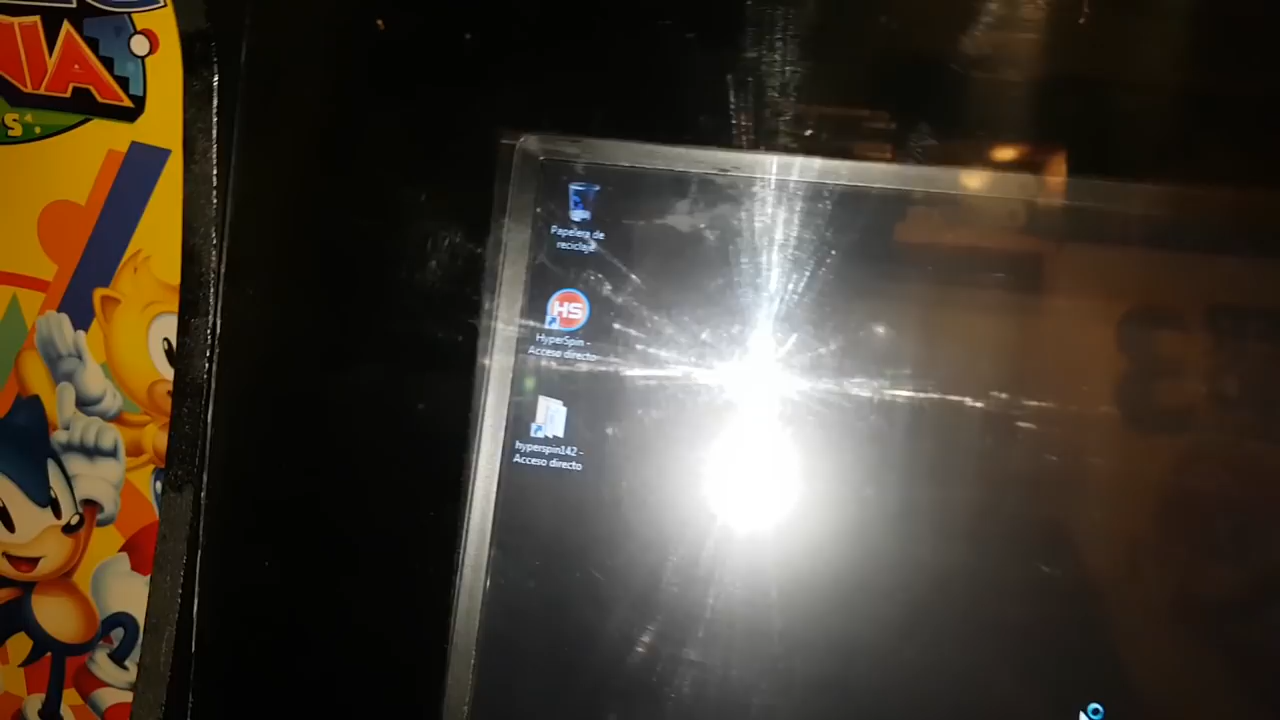 NIA
S
Papelera de
reciclaje
HS
HyperSpin -
Acceso directo
hyperspin142 -
Acceso directo